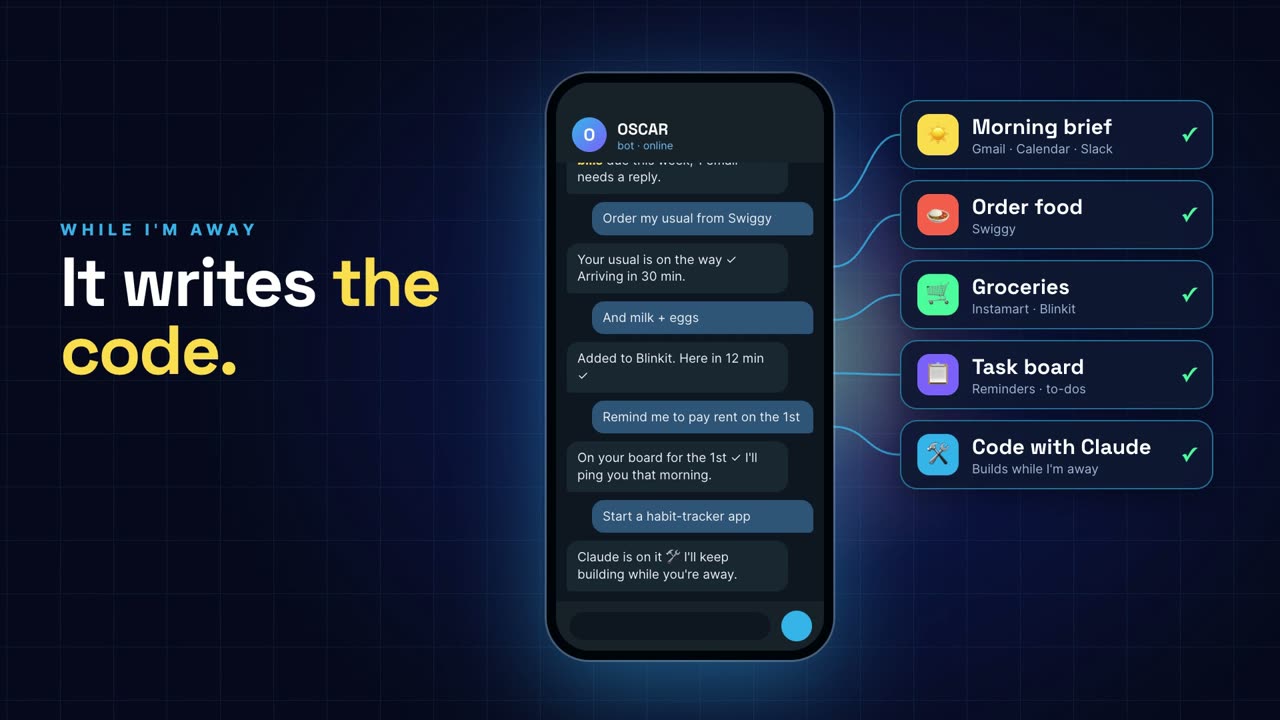 WHILE I'M AWAY
It writes the
code.
O
OSCAR
bot · online
needs a reply.
Order my usual from Swiggy
Your usual is on the way ✓
Arriving in 30 min.
And milk + eggs
Added to Blinkit. Here in 12 min
✓
Remind me to pay rent on the 1st
On your board for the 1st ✓ I'll
ping you that morning.
Start a habit-tracker app
Claude is on it 🛠 I'll keep
building while you're away.
Morning brief
Gmail · Calendar · Slack
✓
Order food
Swiggy
✓
Groceries
Instamart · Blinkit
✓
Task board
Reminders · to-dos
✓
Code with Claude
Builds while I'm away
✓